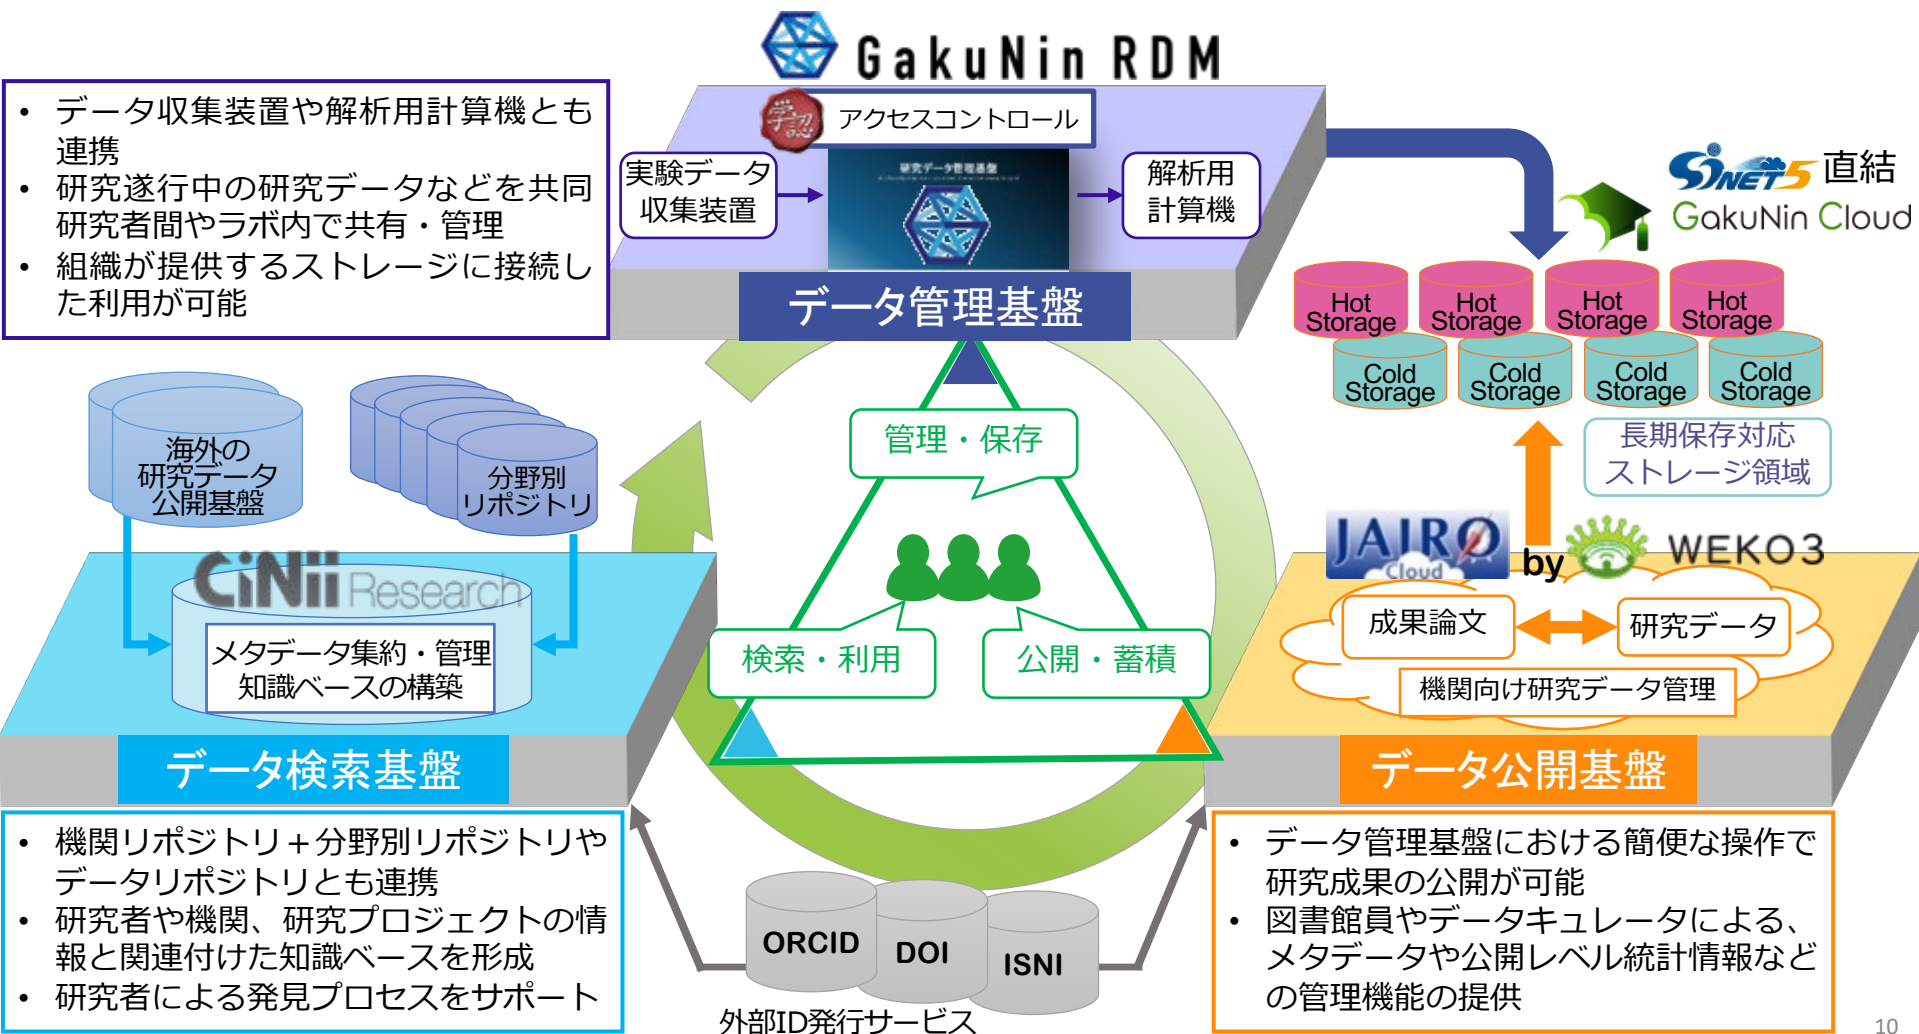 GakuNin RDM
• データ収集装置や解析用計算機とも
連携
• 研究遂行中の研究データなどを共同
研究者間やラボ内で共有・管理
• 組織が提供するストレージに接続し
た利用が可能
学認
アクセスコントロール
実験データ
収集装置
研究データ管理基盤
解析用
計算機
データ管理基盤
SINET5 直結
GakuNin Cloud
Hot
Storage
Hot
Storage
Hot
Storage
Hot
Storage
Cold
Storage
Cold
Storage
Cold
Storage
Cold
Storage
長期保存対応
ストレージ領域
海外の
研究データ
公開基盤
分野別
リポジトリ
管理・保存
検索・利用
公開・蓄積
CiNii Research
メタデータ集約・管理
知識ベースの構築
データ検索基盤
JAIRO
Cloud
by
WEKO3
成果論文
研究データ
機関向け研究データ管理
データ公開基盤
• 機関リポジトリ+分野別リポジトリや
データリポジトリとも連携
• 研究者や機関、研究プロジェクトの情
報と関連付けた知識ベースを形成
• 研究者による発見プロセスをサポート
ORCID
DOI
ISNI
外部ID発行サービス
• データ管理基盤における簡便な操作で
研究成果の公開が可能
• 図書館員やデータキュレータによる、
メタデータや公開レベル統計情報など
の管理機能の提供
10